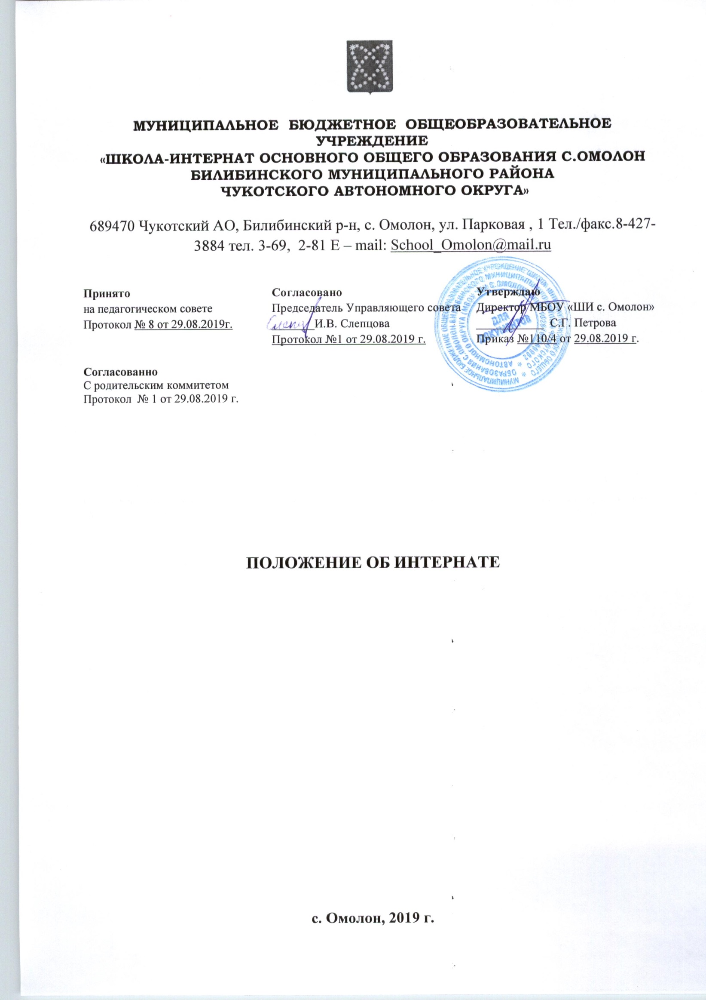 МУНИЦИПАЛЬНОЕ БЮДЖЕТНОЕ ОБЩЕОБРАЗОВАТЕЛЬНОЕ
УЧРЕЖДЕНИЕ
«ШКОЛА-ИНТЕРНАТ ОСНОВНОГО ОБЩЕГО ОБРАЗОВАНИЯ С.ОМОЛОН
БИЛИБИНСКОГО МУНИЦИПАЛЬНОГО РАЙОНА
ЧУКОТСКОГО АВТОНОМНОГО ОКРУГА»
689470 Чукотский АО, Билибинский р-н, с. Омолон, ул. Парковая , 1 Тел./факс.8-427-
3884 тел. 3-69, 2-81 E – mail: School_Omolon@mail.ru
Принято
на педагогическом совете
Протокол № 8 от 29.08.2019г.
Согласовано
Председатель Управляющего совета
И.В. Слепцова
Протокол №1 от 29.08.2019 г.
Утверждаю
Директор МБОУ «ШИ с. Омолон»
С.Г. Петрова
Приказ №110/4 от 29.08.2019 г.
ДЛЯ
ДОКУМЕНТОВ
Согласованно
С родительским коммитетом
Протокол № 1 от 29.08.2019 г.
ПОЛОЖЕНИЕ ОБ ИНТЕРНАТЕ
с. Омолон, 2019 г.